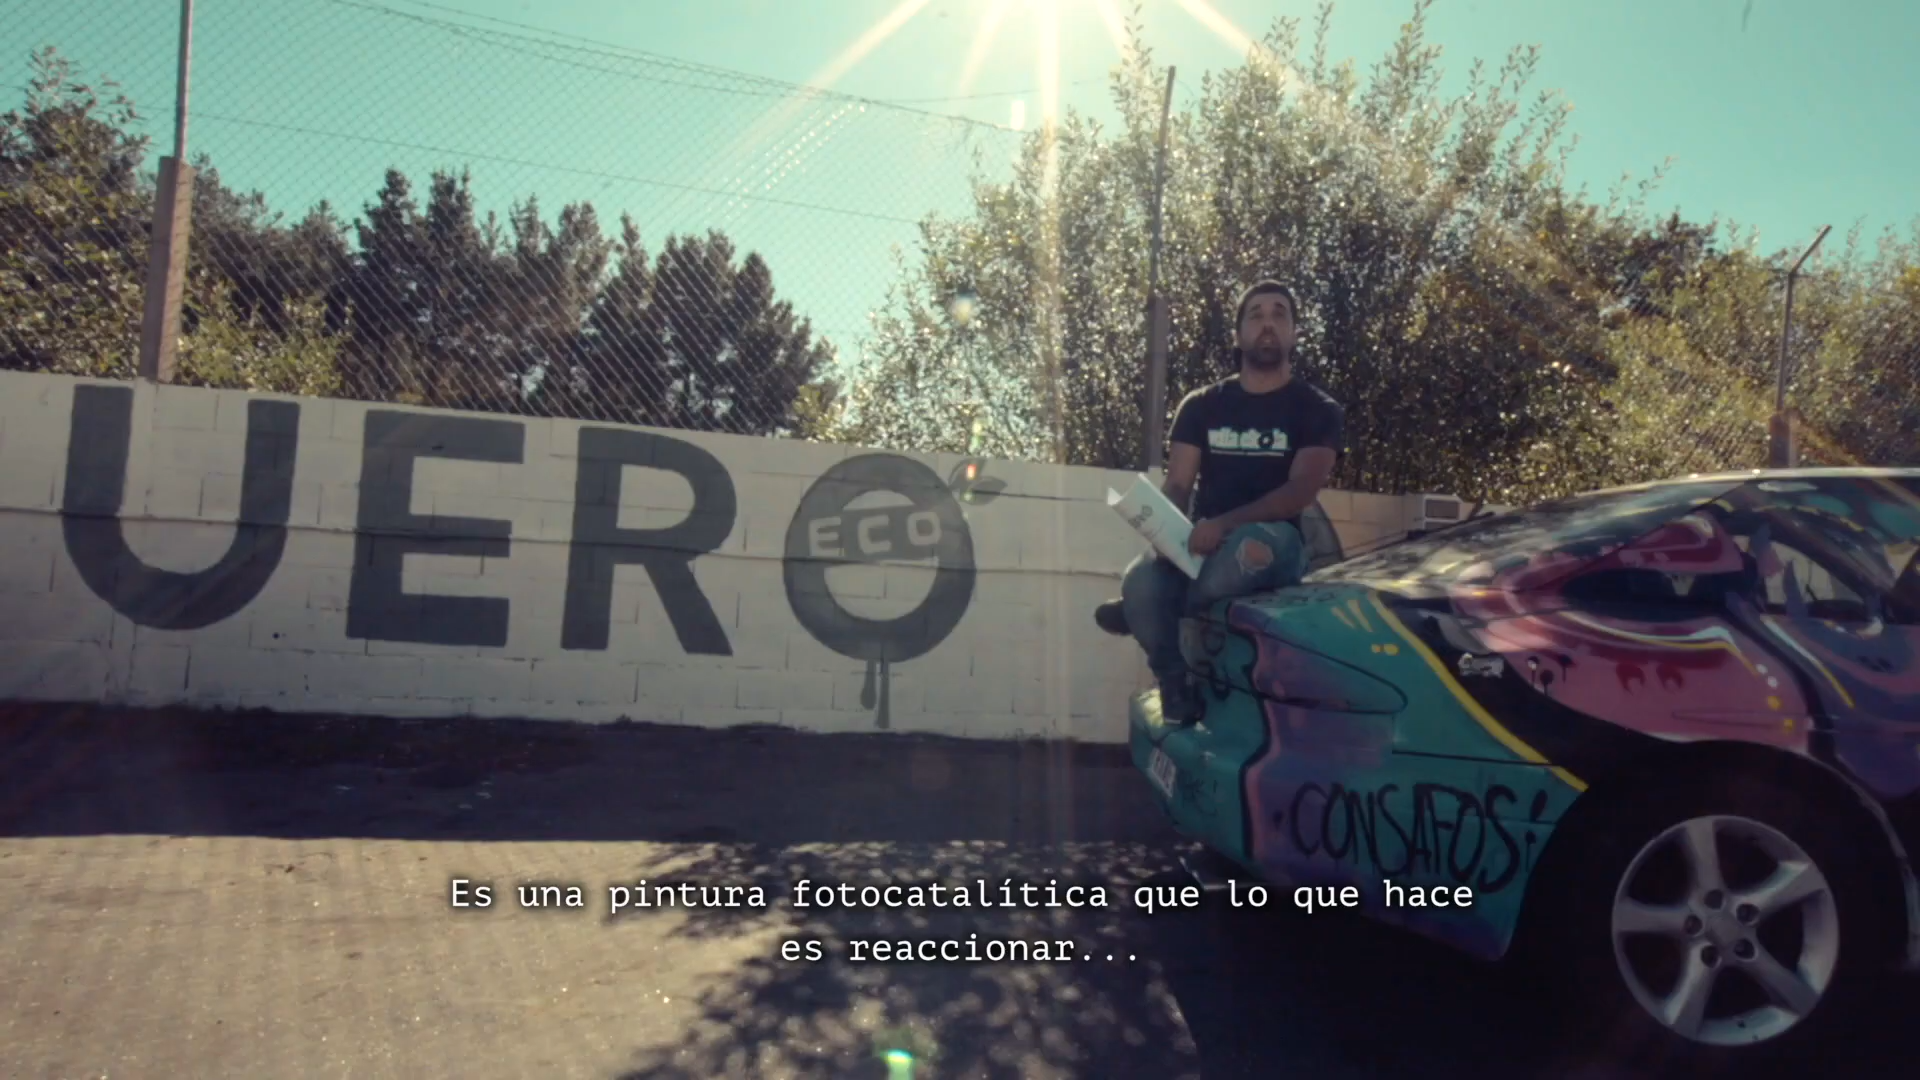 UERO
ECO
CONSAFOS!
Es una pintura fotocatalítica que lo que hace
es reaccionar...